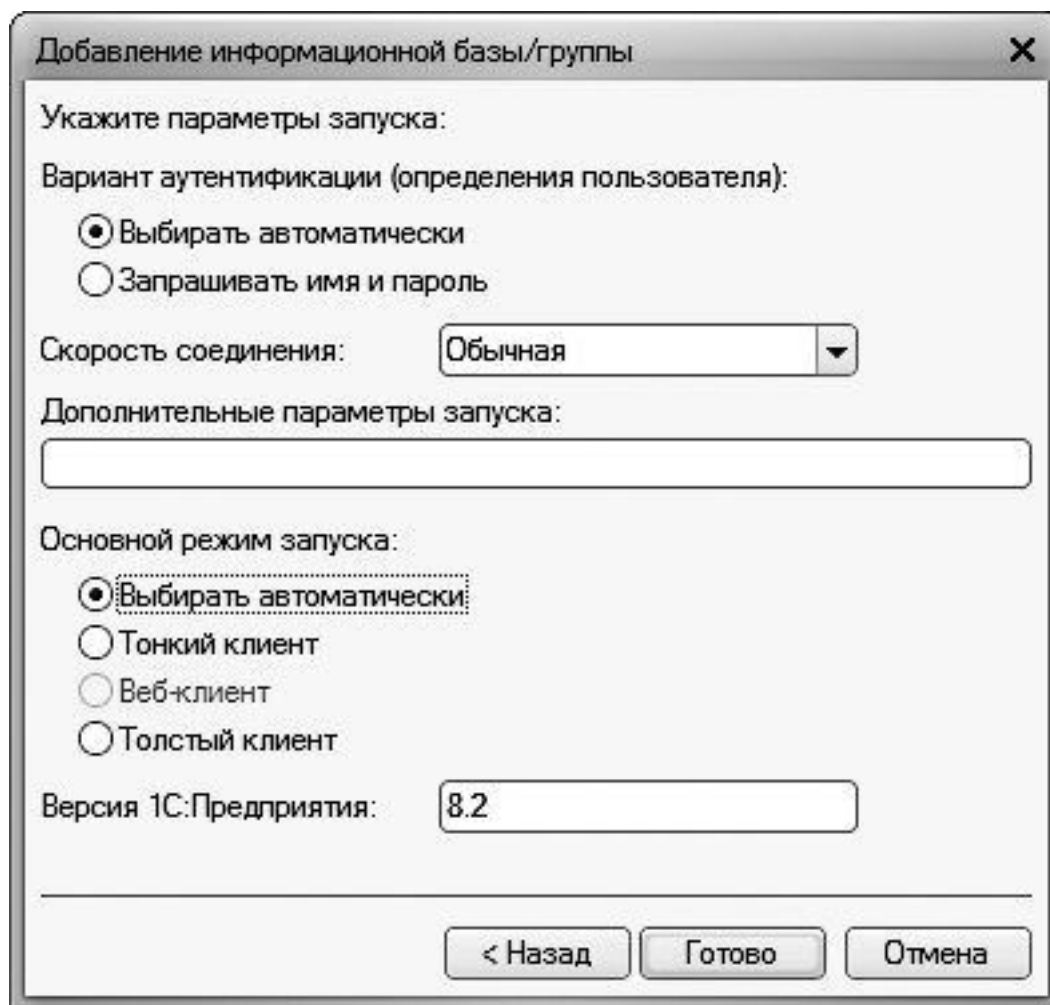 Добавление информационной базы/группы
Укажите параметры запуска:
Вариант аутентификации (определения пользователя):
Выбирать автоматически
Запрашивать имя и пароль
Скорость соединения: Обычная
Дополнительные параметры запуска:
Основной режим запуска:
Выбирать автоматически
Тонкий клиент
Веб-клиент
Толстый клиент
Версия 1С:Предприятия: 8.2
< Назад Готово Отмена